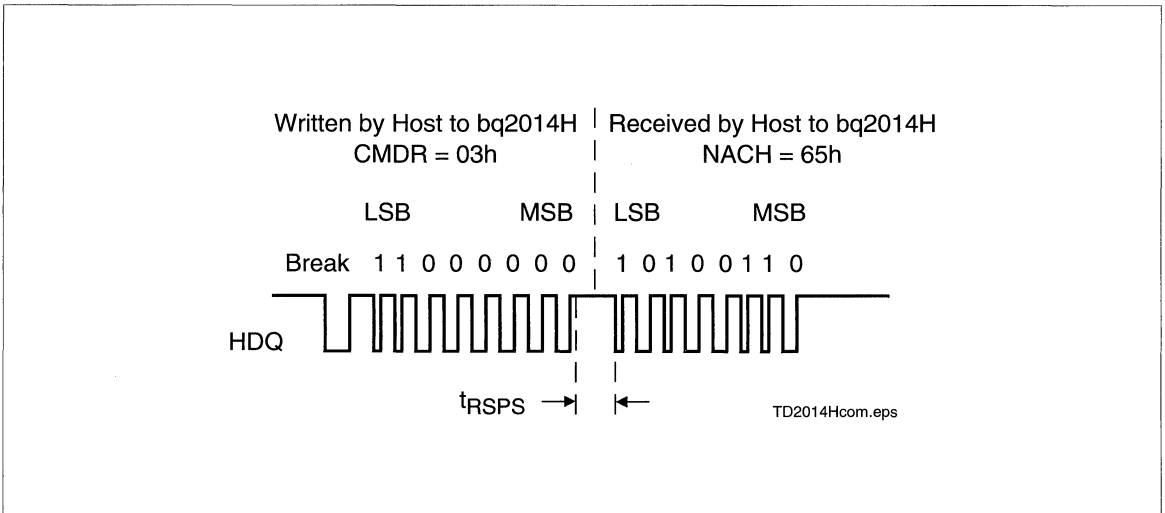 Written by Host to bq2014H
CMDR = 03h
Received by Host to bq2014H
NACH = 65h
LSB MSB LSB MSB
Break 1 1 0 0 0 0 0 0 1 0 1 0 0 1 1 0
HDQ
tRSPS
TD2014Hcom.eps